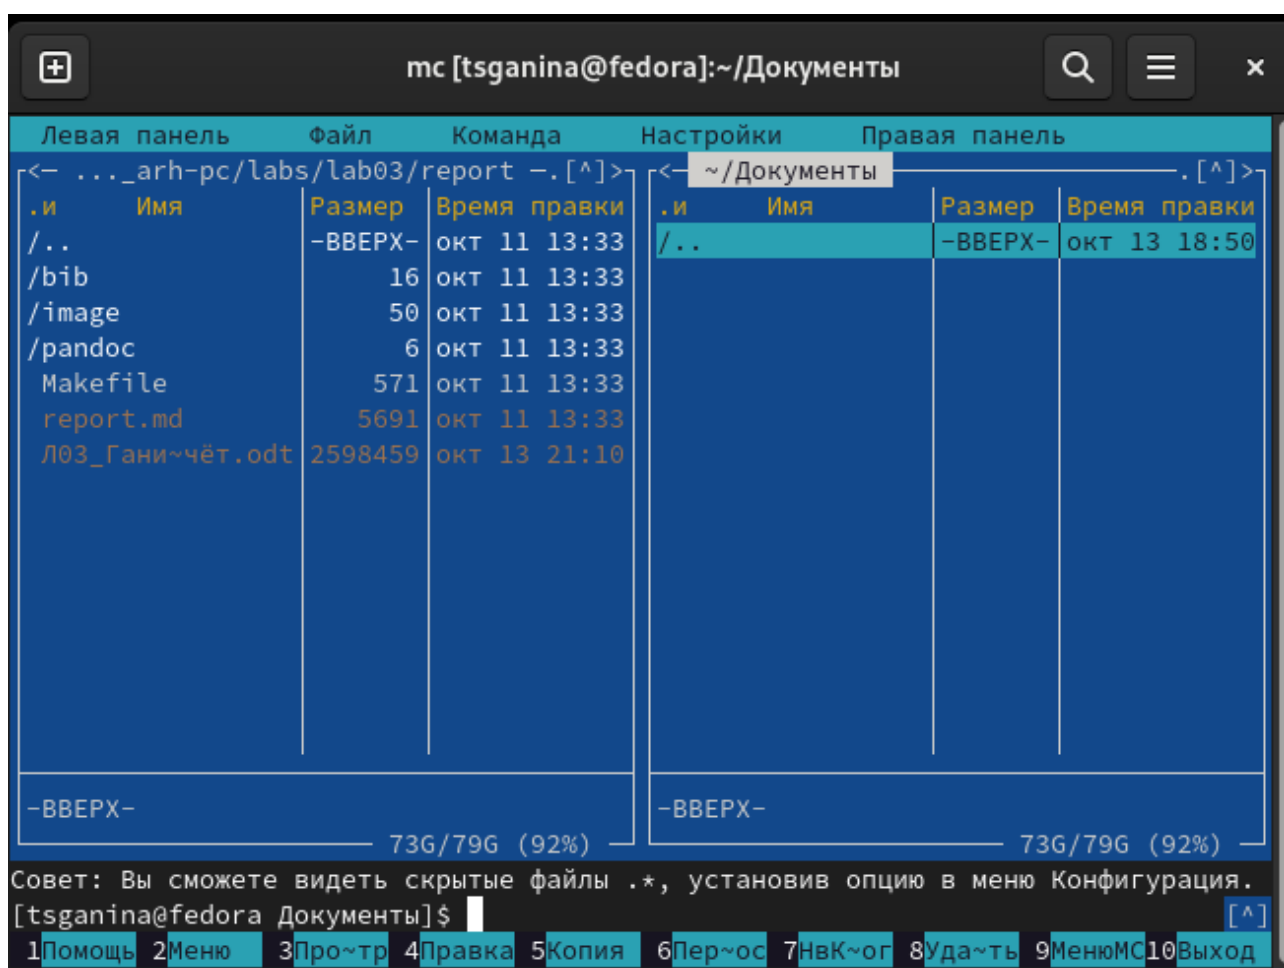 mc [tsganina@fedora]:~/Документы
Левая панель Файл Команда Настройки Правая панель
<— ..._arh-pc/labs/lab03/report —.[^]> <— ~/Документы .[^]>
.и Имя Размер Время правки .и Имя Размер Время правки
/.. -ВВЕРХ- окт 11 13:33 /.. -ВВЕРХ- окт 13 18:50
/bib 16 окт 11 13:33
/image 50 окт 11 13:33
/pandoc 6 окт 11 13:33
Makefile 571 окт 11 13:33
report.md 5691 окт 11 13:33
Л03_Гани~чёт.odt 2598459 окт 13 21:10
-ВВЕРХ- -ВВЕРХ-
73G/79G (92%) 73G/79G (92%)
Совет: Вы сможете видеть скрытые файлы .*, установив опцию в меню Конфигурация.
[tsganina@fedora Документы]$ [^]
1Помощь 2Меню 3Про~тр 4Правка 5Копия 6Пер~ос 7НвК~ог 8Уда~ть 9МенюМС10Выход